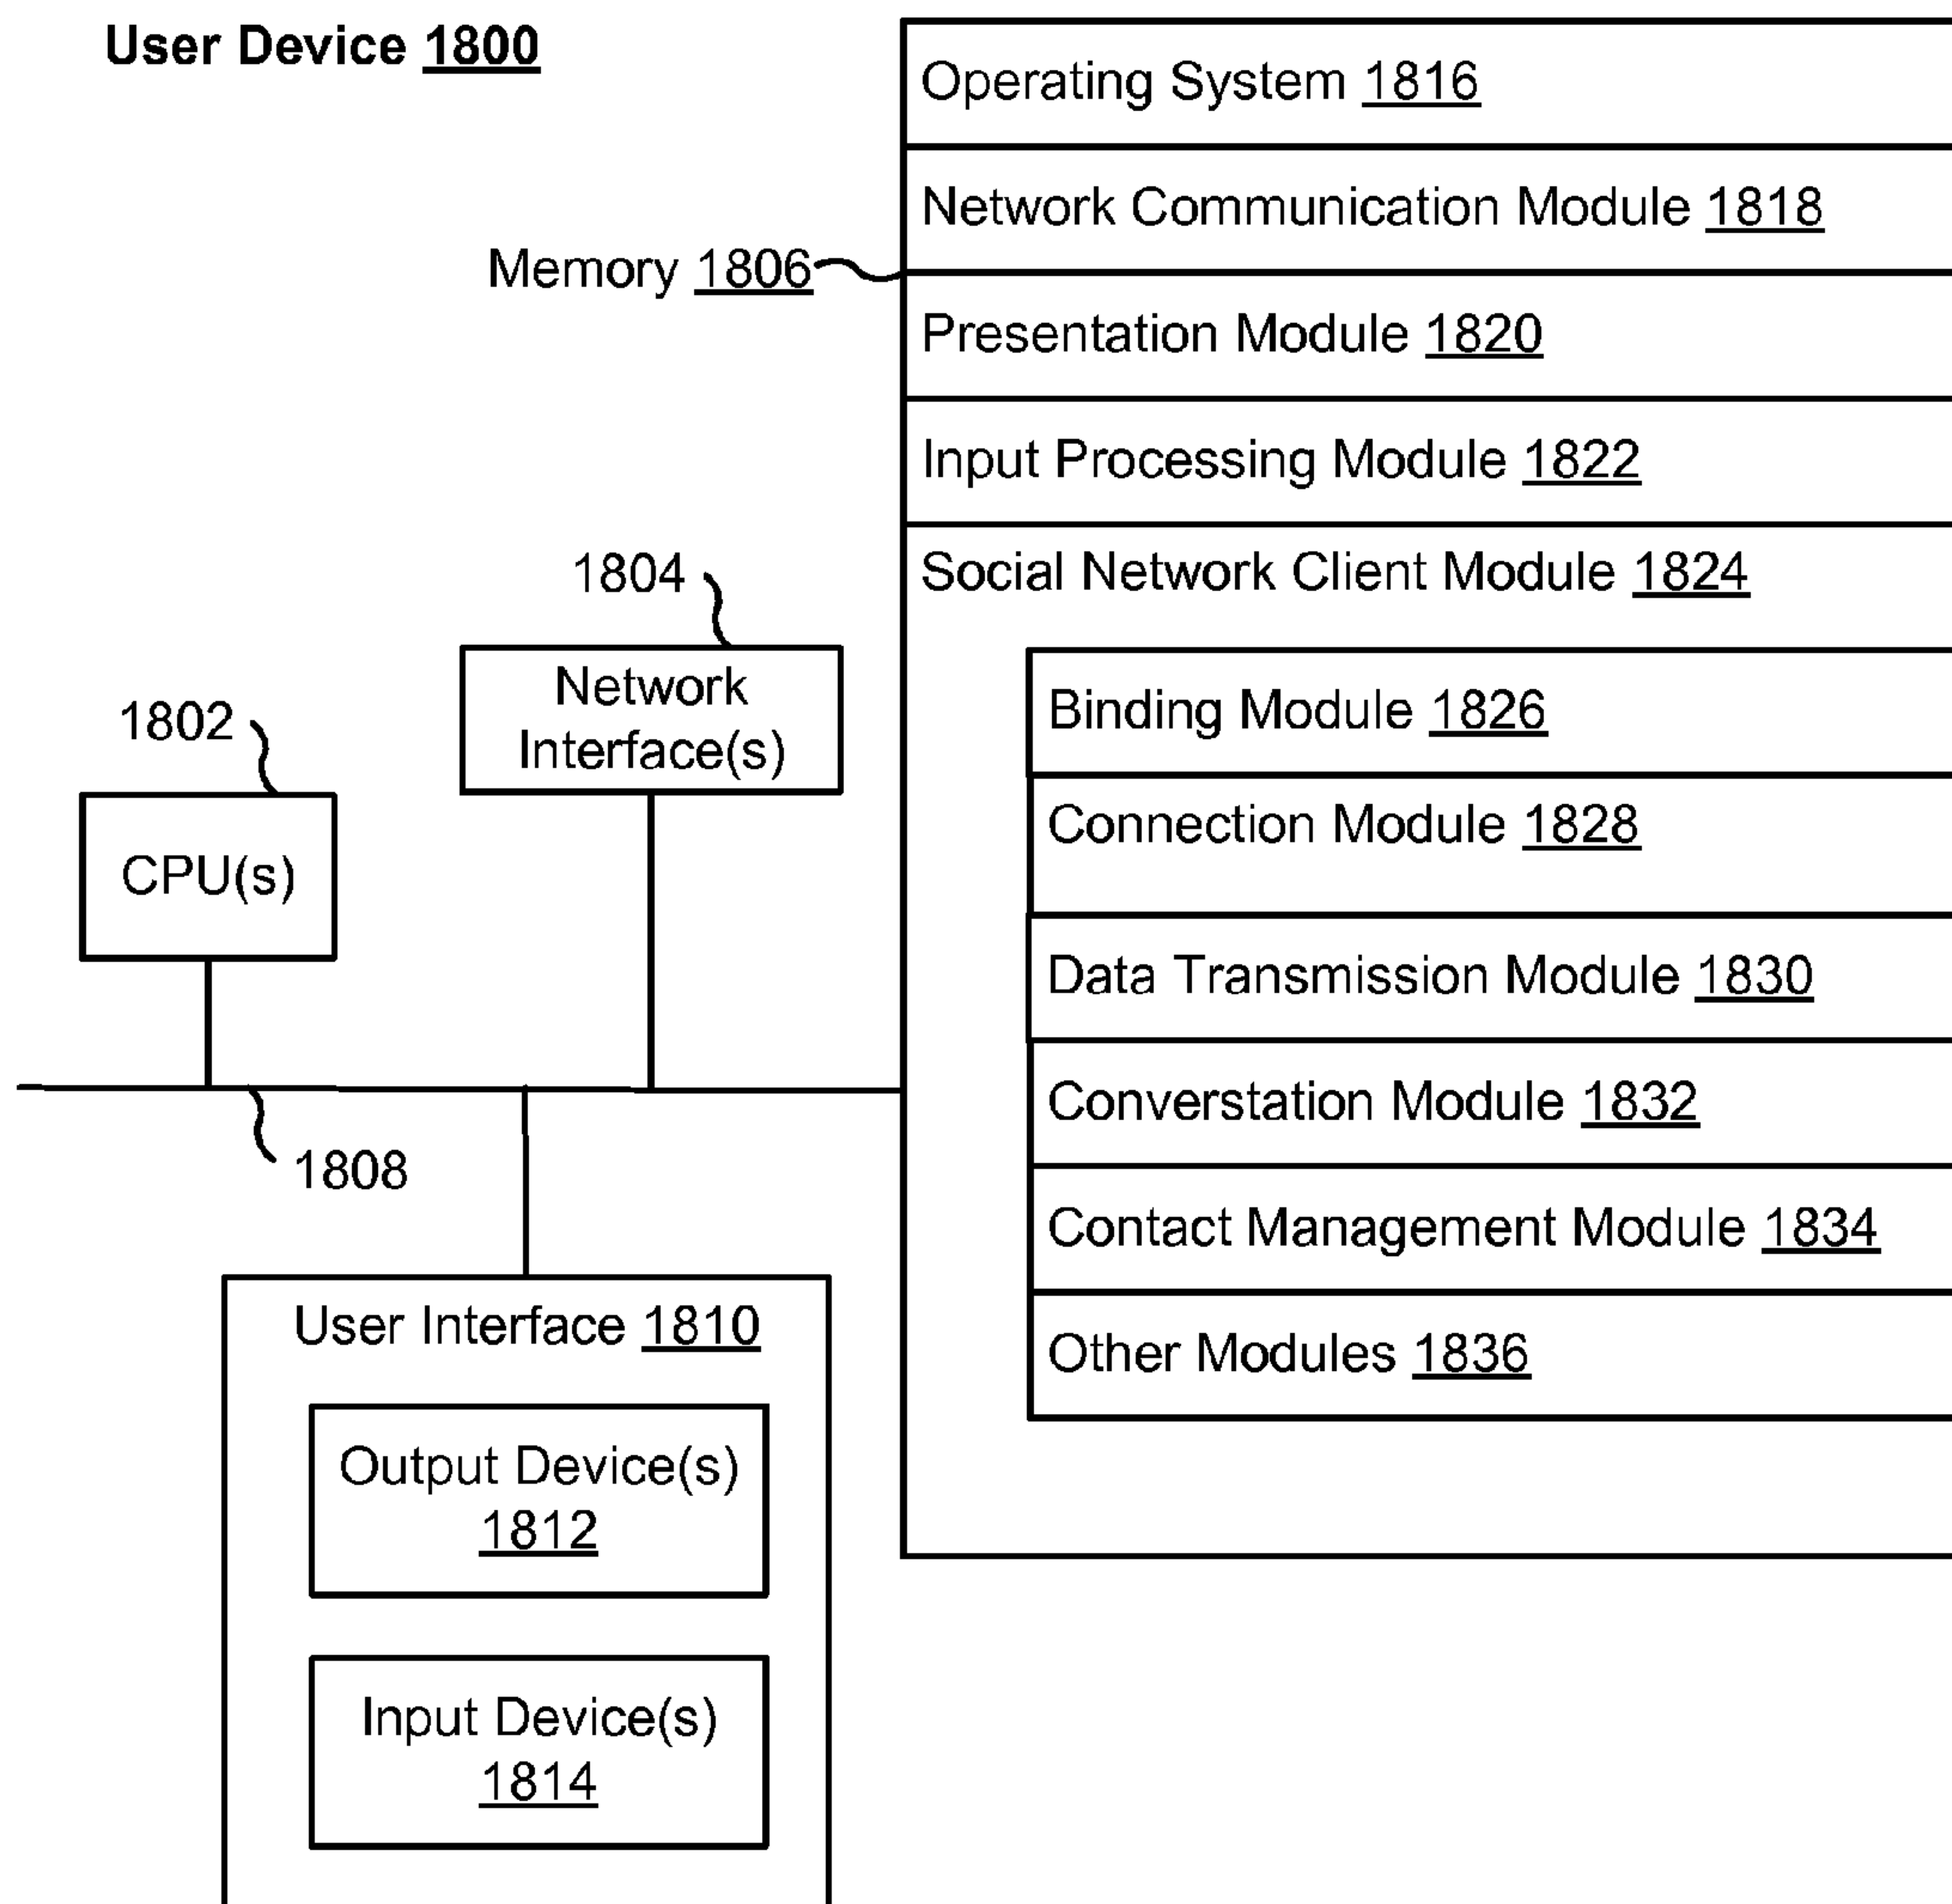 User Device 1800
Operating System 1816
Network Communication Module 1818
Memory 1806
Presentation Module 1820
Input Processing Module 1822
Social Network Client Module 1824
Binding Module 1826
Connection Module 1828
Data Transmission Module 1830
Converstation Module 1832
Contact Management Module 1834
Other Modules 1836
1804
Network
Interface(s)
1802
CPU(s)
1808
User Interface 1810
Output Device(s)
1812
Input Device(s)
1814